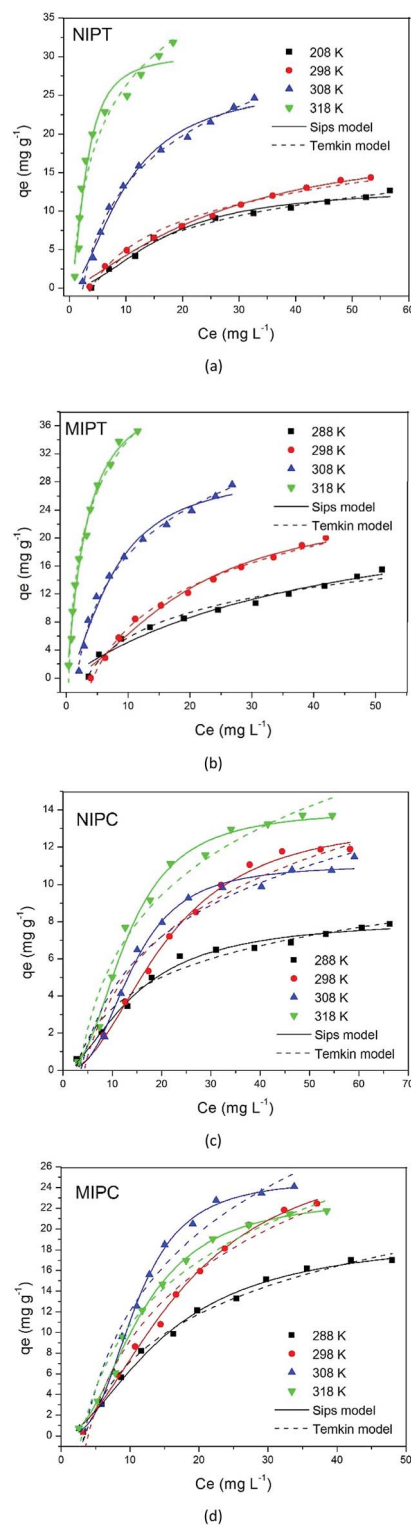 NIPT
208 K
298 K
308 K
318 K
Sips model
Temkin model
qe (mg g⁻¹)
35
30
25
20
15
10
5
0
0 10 20 30 40 50 60
Ce (mg L⁻¹)
(a)
MIPT
288 K
298 K
308 K
318 K
Sips model
Temkin model
qe (mg g⁻¹)
36
32
28
24
20
16
12
8
4
0
0 10 20 30 40 50
Ce (mg L⁻¹)
(b)
NIPC
288 K
298 K
308 K
318 K
Sips model
Temkin model
qe (mg g⁻¹)
14
12
10
8
6
4
2
0
0 10 20 30 40 50 60 70
Ce (mg L⁻¹)
(c)
MIPC
288 K
298 K
308 K
318 K
Sips model
Temkin model
qe (mg g⁻¹)
26
24
22
20
18
16
14
12
10
8
6
4
2
0
0 10 20 30 40 50
Ce (mg L⁻¹)
(d)